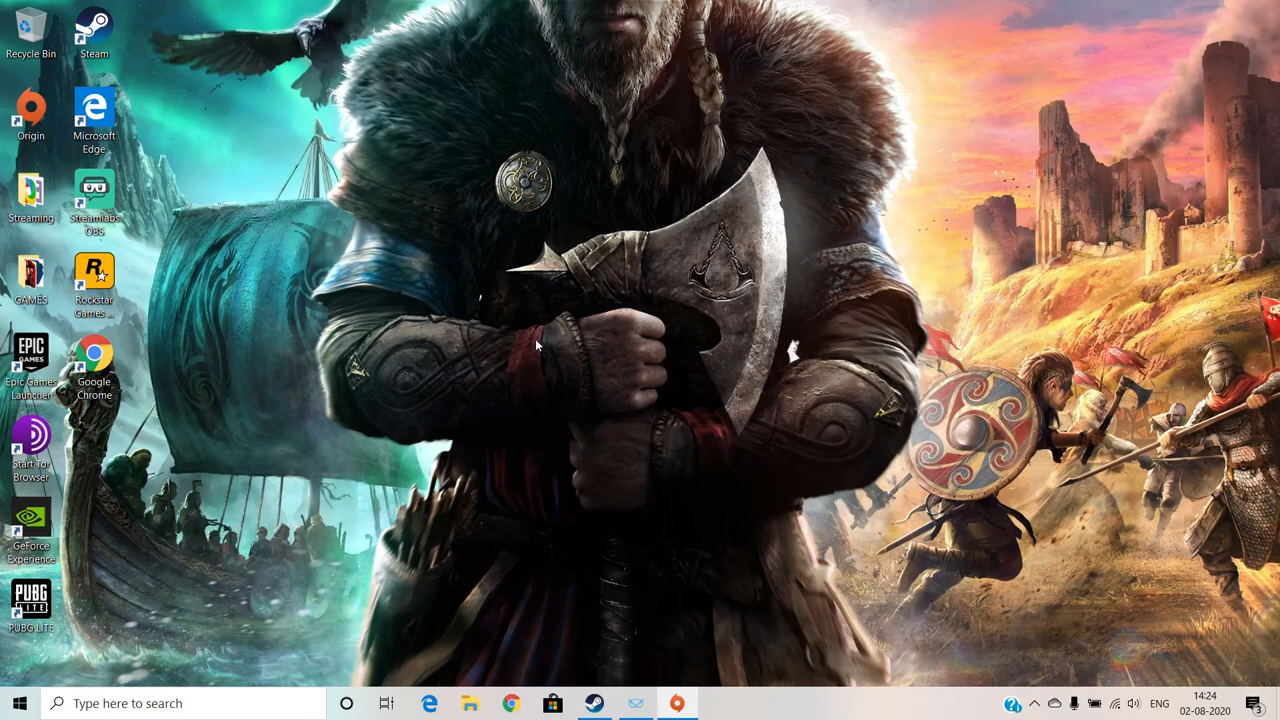 Recycle Bin
Steam
Origin
Microsoft
Edge
Streaming
Streamlabs
OBS
GAMES
Rockstar
Games ...
EPIC
GAMES
Epic Games
Launcher
Google
Chrome
Start Tor
Browser
GeForce
Experience
PUBG
LITE
PUBG LITE
Type here to search
ENG
14:24
02-08-2020
3